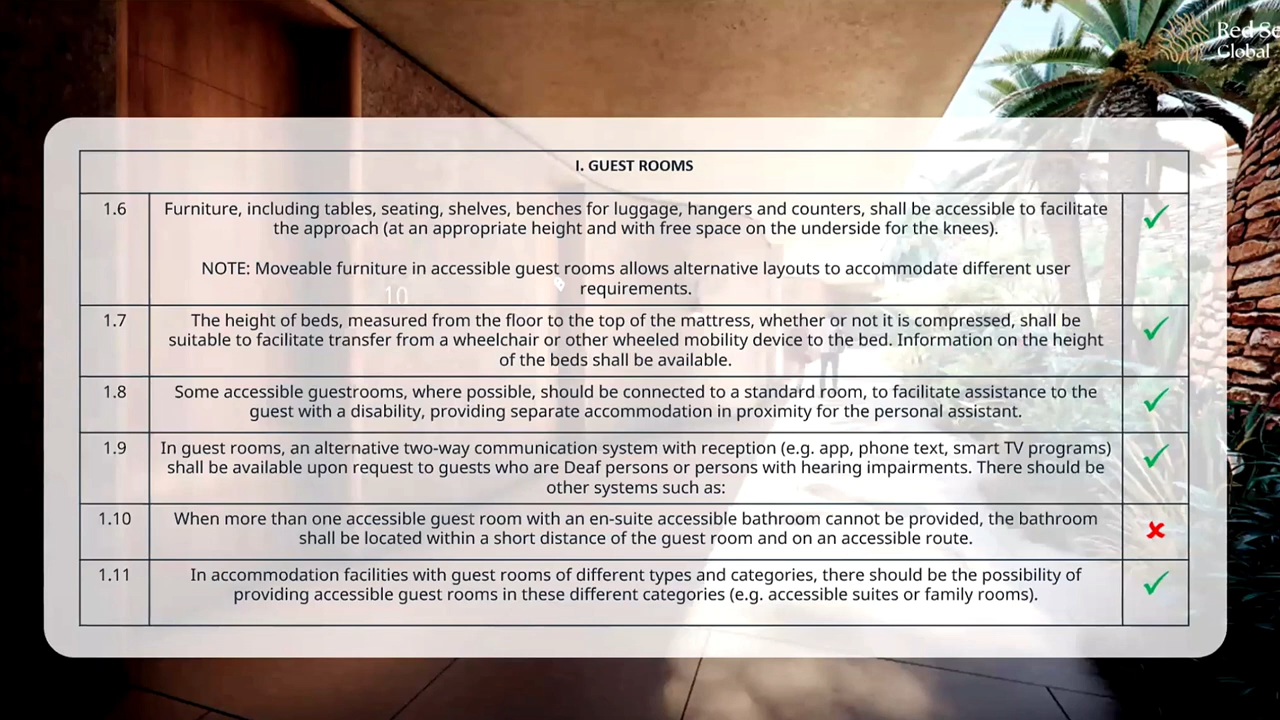 Red Se
Global
I. GUEST ROOMS
1.6
Furniture, including tables, seating, shelves, benches for luggage, hangers and counters, shall be accessible to facilitate
the approach (at an appropriate height and with free space on the underside for the knees).
NOTE: Moveable furniture in accessible guest rooms allows alternative layouts to accommodate different user
requirements.
10
1.7
The height of beds, measured from the floor to the top of the mattress, whether or not it is compressed, shall be
suitable to facilitate transfer from a wheelchair or other wheeled mobility device to the bed. Information on the height
of the beds shall be available.
1.8
Some accessible guestrooms, where possible, should be connected to a standard room, to facilitate assistance to the
guest with a disability, providing separate accommodation in proximity for the personal assistant.
1.9
In guest rooms, an alternative two-way communication system with reception (e.g. app, phone text, smart TV programs)
shall be available upon request to guests who are Deaf persons or persons with hearing impairments. There should be
other systems such as:
1.10
When more than one accessible guest room with an en-suite accessible bathroom cannot be provided, the bathroom
shall be located within a short distance of the guest room and on an accessible route.
1.11
In accommodation facilities with guest rooms of different types and categories, there should be the possibility of
providing accessible guest rooms in these different categories (e.g. accessible suites or family rooms).